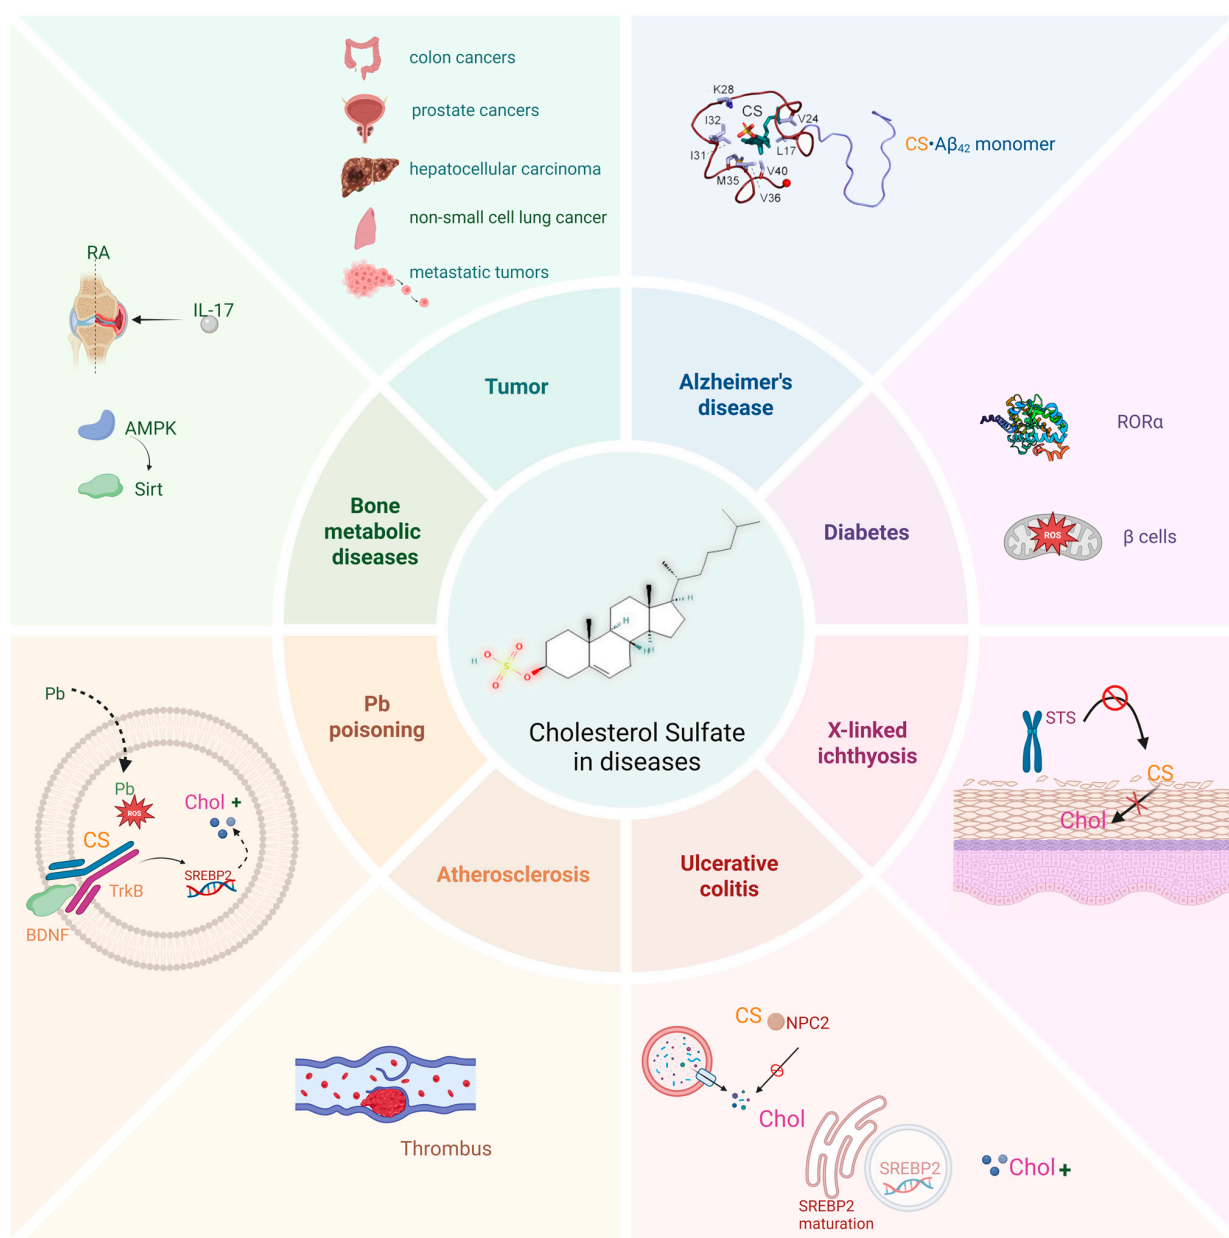 colon cancers
prostate cancers
hepatocellular carcinoma
non-small cell lung cancer
metastatic tumors
K28
CS
I32
V24
I31
L17
M35
V40
V36
CS•Aβ₄₂ monomer
RA
IL-17
AMPK
Sirt
Tumor
Alzheimer's
disease
Bone
metabolic
diseases
Diabetes
RORα
ROS
β cells
H
H
H
H
H
O
O
S
O
O
Cholesterol Sulfate
in diseases
Pb
poisoning
X-linked
ichthyosis
Atherosclerosis
Ulcerative
colitis
Pb
Pb
ROS
Chol +
CS
SREBP2
TrkB
BDNF
STS
CS
Chol
Thrombus
CS
NPC2
Chol
SREBP2
Chol +
SREBP2
maturation